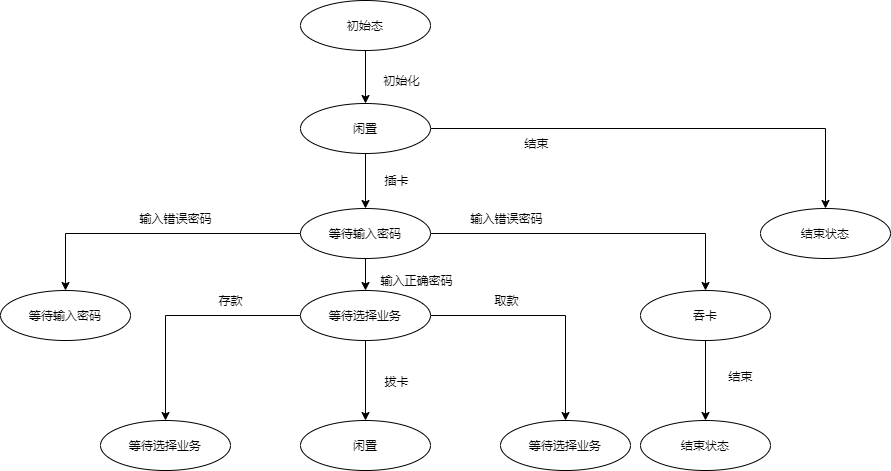 初始态
初始化
闲置
结束
插卡
输入错误密码
输入错误密码
等待输入密码
结束状态
输入正确密码
存款
取款
等待输入密码
等待选择业务
吞卡
拔卡
结束
等待选择业务
闲置
等待选择业务
结束状态